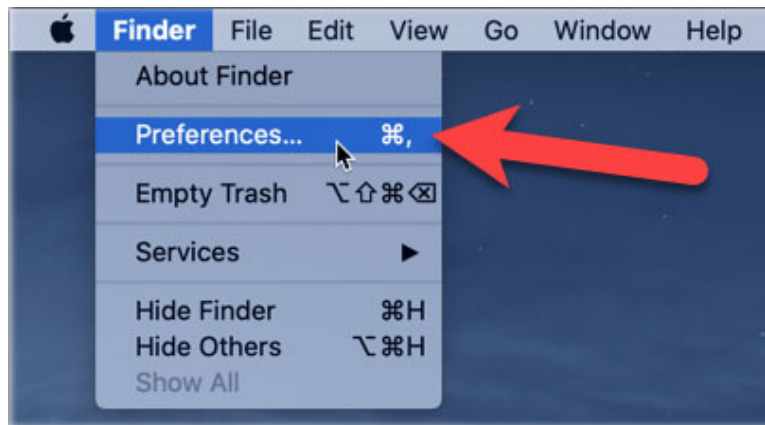 Finder File Edit View Go Window Help
About Finder
Preferences... ⌘,
Empty Trash ⌥⇧⌘⌫
Services ▶
Hide Finder ⌘H
Hide Others ⌥⌘H
Show All